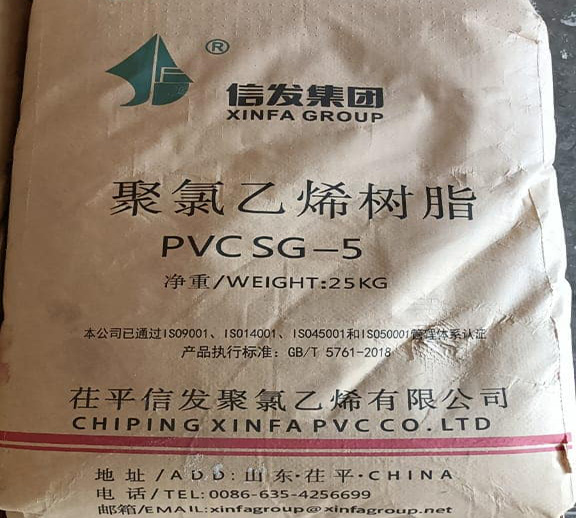 ®
信发集团
XINFA GROUP
聚氯乙烯树脂
PVC SG-5
净重/WEIGHT:25KG
本公司已通过ISO9001、ISO14001、ISO45001和ISO50001管理体系认证
产品执行标准：GB/T 5761-2018
茌平信发聚氯乙烯有限公司
CHIPING XINFA PVC CO.LTD
地址/ADD:山东·茌平·CHINA
电话/TEL:0086-635-4256699
邮箱/EMAIL:xinfagroup@xinfagroup.net